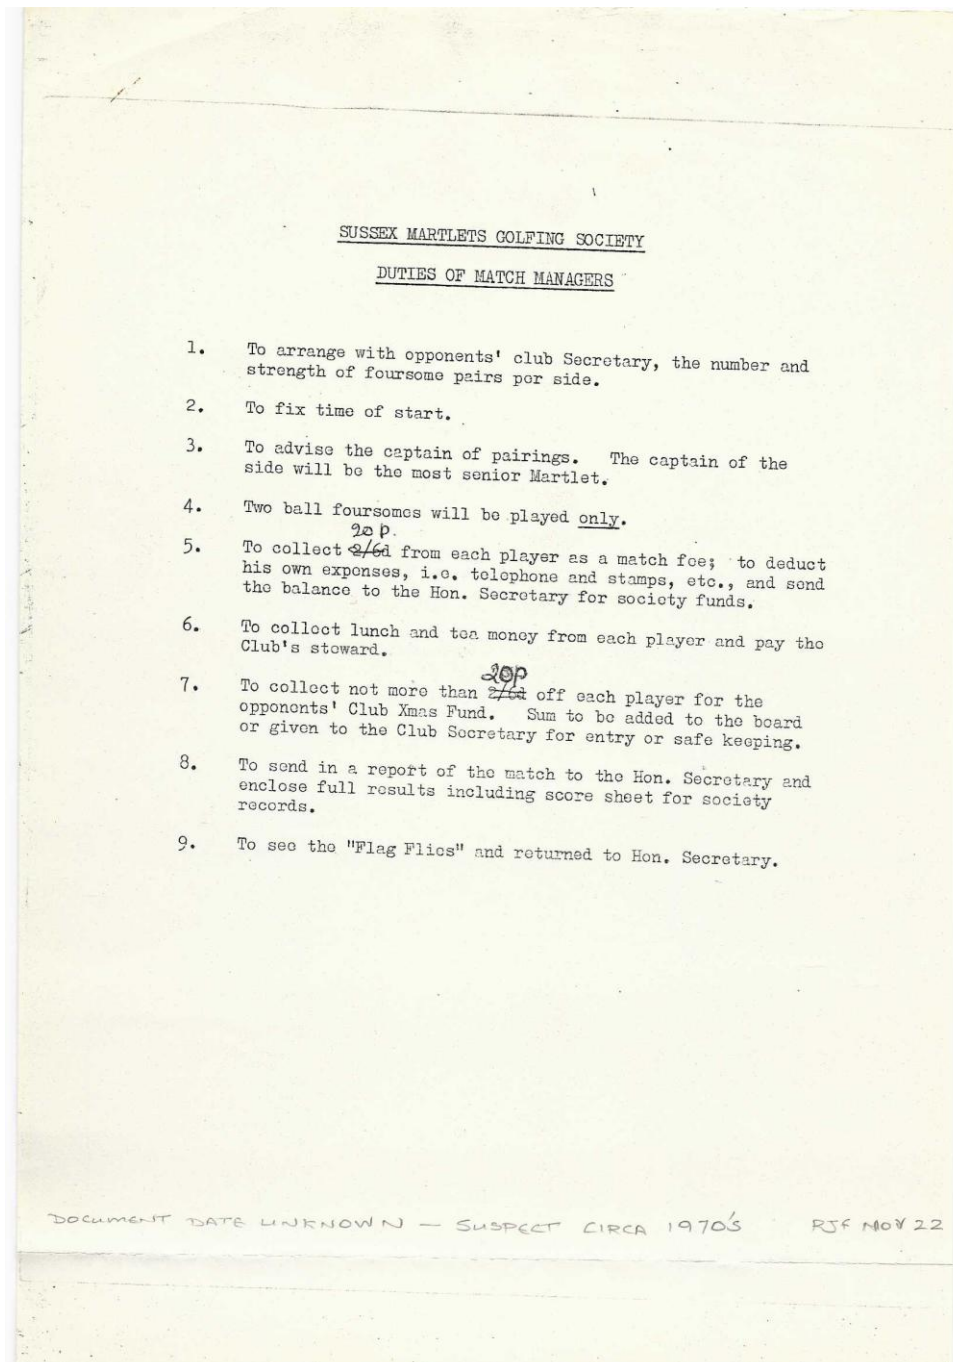 SUSSEX MARTLETS GOLFING SOCIETY
DUTIES OF MATCH MANAGERS
1. To arrange with opponents' club Secretary, the number and
strength of foursome pairs per side.
2. To fix time of start.
3. To advise the captain of pairings. The captain of the
side will be the most senior Martlet.
4. Two ball foursomes will be played only.
20 p.
5. To collect 2/6d from each player as a match fee; to deduct
his own expenses, i.e. telephone and stamps, etc., and send
the balance to the Hon. Secretary for society funds.
6. To collect lunch and tea money from each player and pay the
Club's steward.
20p
7. To collect not more than 2/6d off each player for the
opponents' Club Xmas Fund. Sum to be added to the board
or given to the Club Secretary for entry or safe keeping.
8. To send in a report of the match to the Hon. Secretary and
enclose full results including score sheet for society
records.
9. To see the "Flag Flies" and returned to Hon. Secretary.
DOCUMENT DATE UNKNOWN - SUSPECT CIRCA 1970'S RJF NOV 22